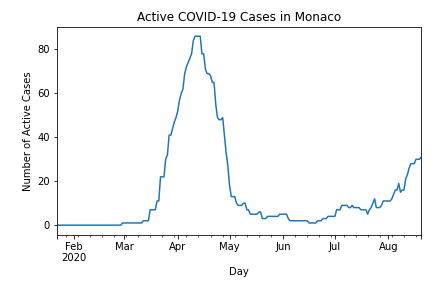 Active COVID-19 Cases in Monaco
Number of Active Cases
80
60
40
20
0
Feb Mar Apr May Jun Jul Aug
2020
Day